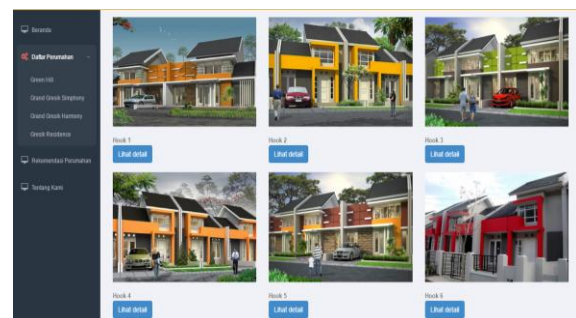 Beranda
Daftar Perumahan
Green Hill
Grand Gresik Simphony
Grand Gresik Harmony
Gresik Residence
Rekomendasi Perumahan
Tentang Kami
Hook 1
Hook 2
Hook 3
Lihat detail
Lihat detail
Lihat detail
Hook 4
Hook 5
Hook 6
Lihat detail
Lihat detail
Lihat detail